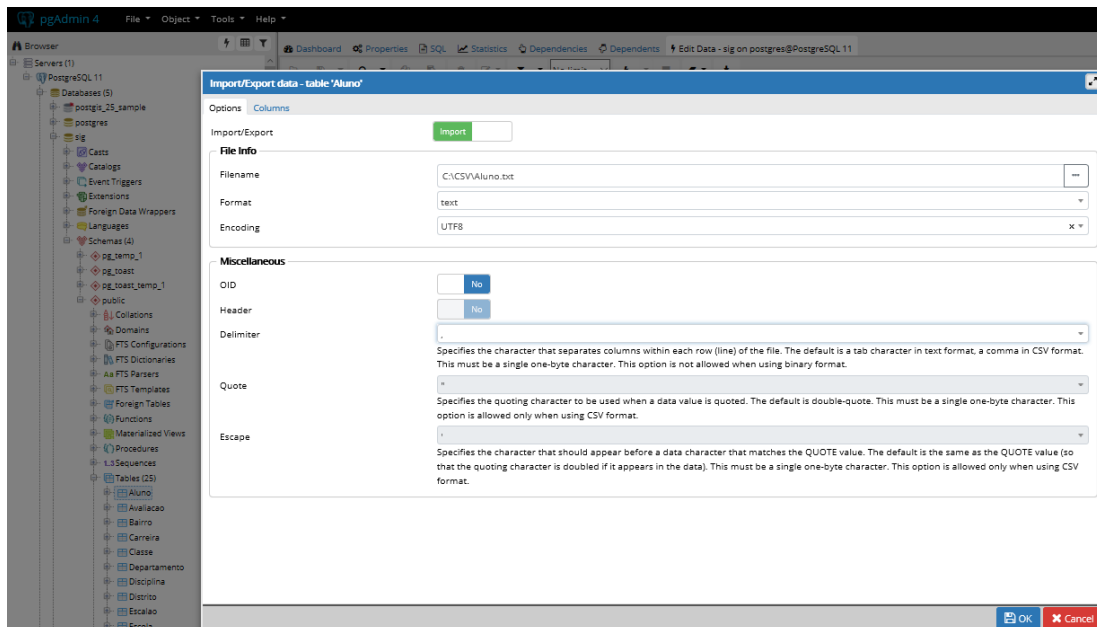 pgAdmin 4 File Object Tools Help
Browser
Dashboard Properties SQL Statistics Dependencies Dependents Edit Data - sig on postgres@PostgreSQL 11
Servers (1)
PostgreSQL 11
Databases (5)
postgis_25_sample
postgres
sig
Casts
Catalogs
Event Triggers
Extensions
Foreign Data Wrappers
Languages
Schemas (4)
pg_temp_1
pg_toast
pg_toast_temp_1
public
Collations
Domains
FTS Configurations
FTS Dictionaries
Aa FTS Parsers
FTS Templates
Foreign Tables
Functions
Materialized Views
Procedures
1..3 Sequences
Tables (25)
Aluno
Avaliacao
Bairro
Carreira
Classe
Departamento
Disciplina
Distrito
Escalao
Escola
Import/Export data - table 'Aluno'
Options Columns
Import/Export Import
File Info
Filename C:\CSV\Aluno.txt
Format text
Encoding UTF8
Miscellaneous
OID No
Header No
Delimiter ,
Specifies the character that separates columns within each row (line) of the file. The default is a tab character in text format, a comma in CSV format.
This must be a single one-byte character. This option is not allowed when using binary format.
Quote "
Specifies the quoting character to be used when a data value is quoted. The default is double-quote. This must be a single one-byte character. This
option is allowed only when using CSV format.
Escape '
Specifies the character that should appear before a data character that matches the QUOTE value. The default is the same as the QUOTE value (so
that the quoting character is doubled if it appears in the data). This must be a single one-byte character. This option is allowed only when using CSV
format.
OK Cancel